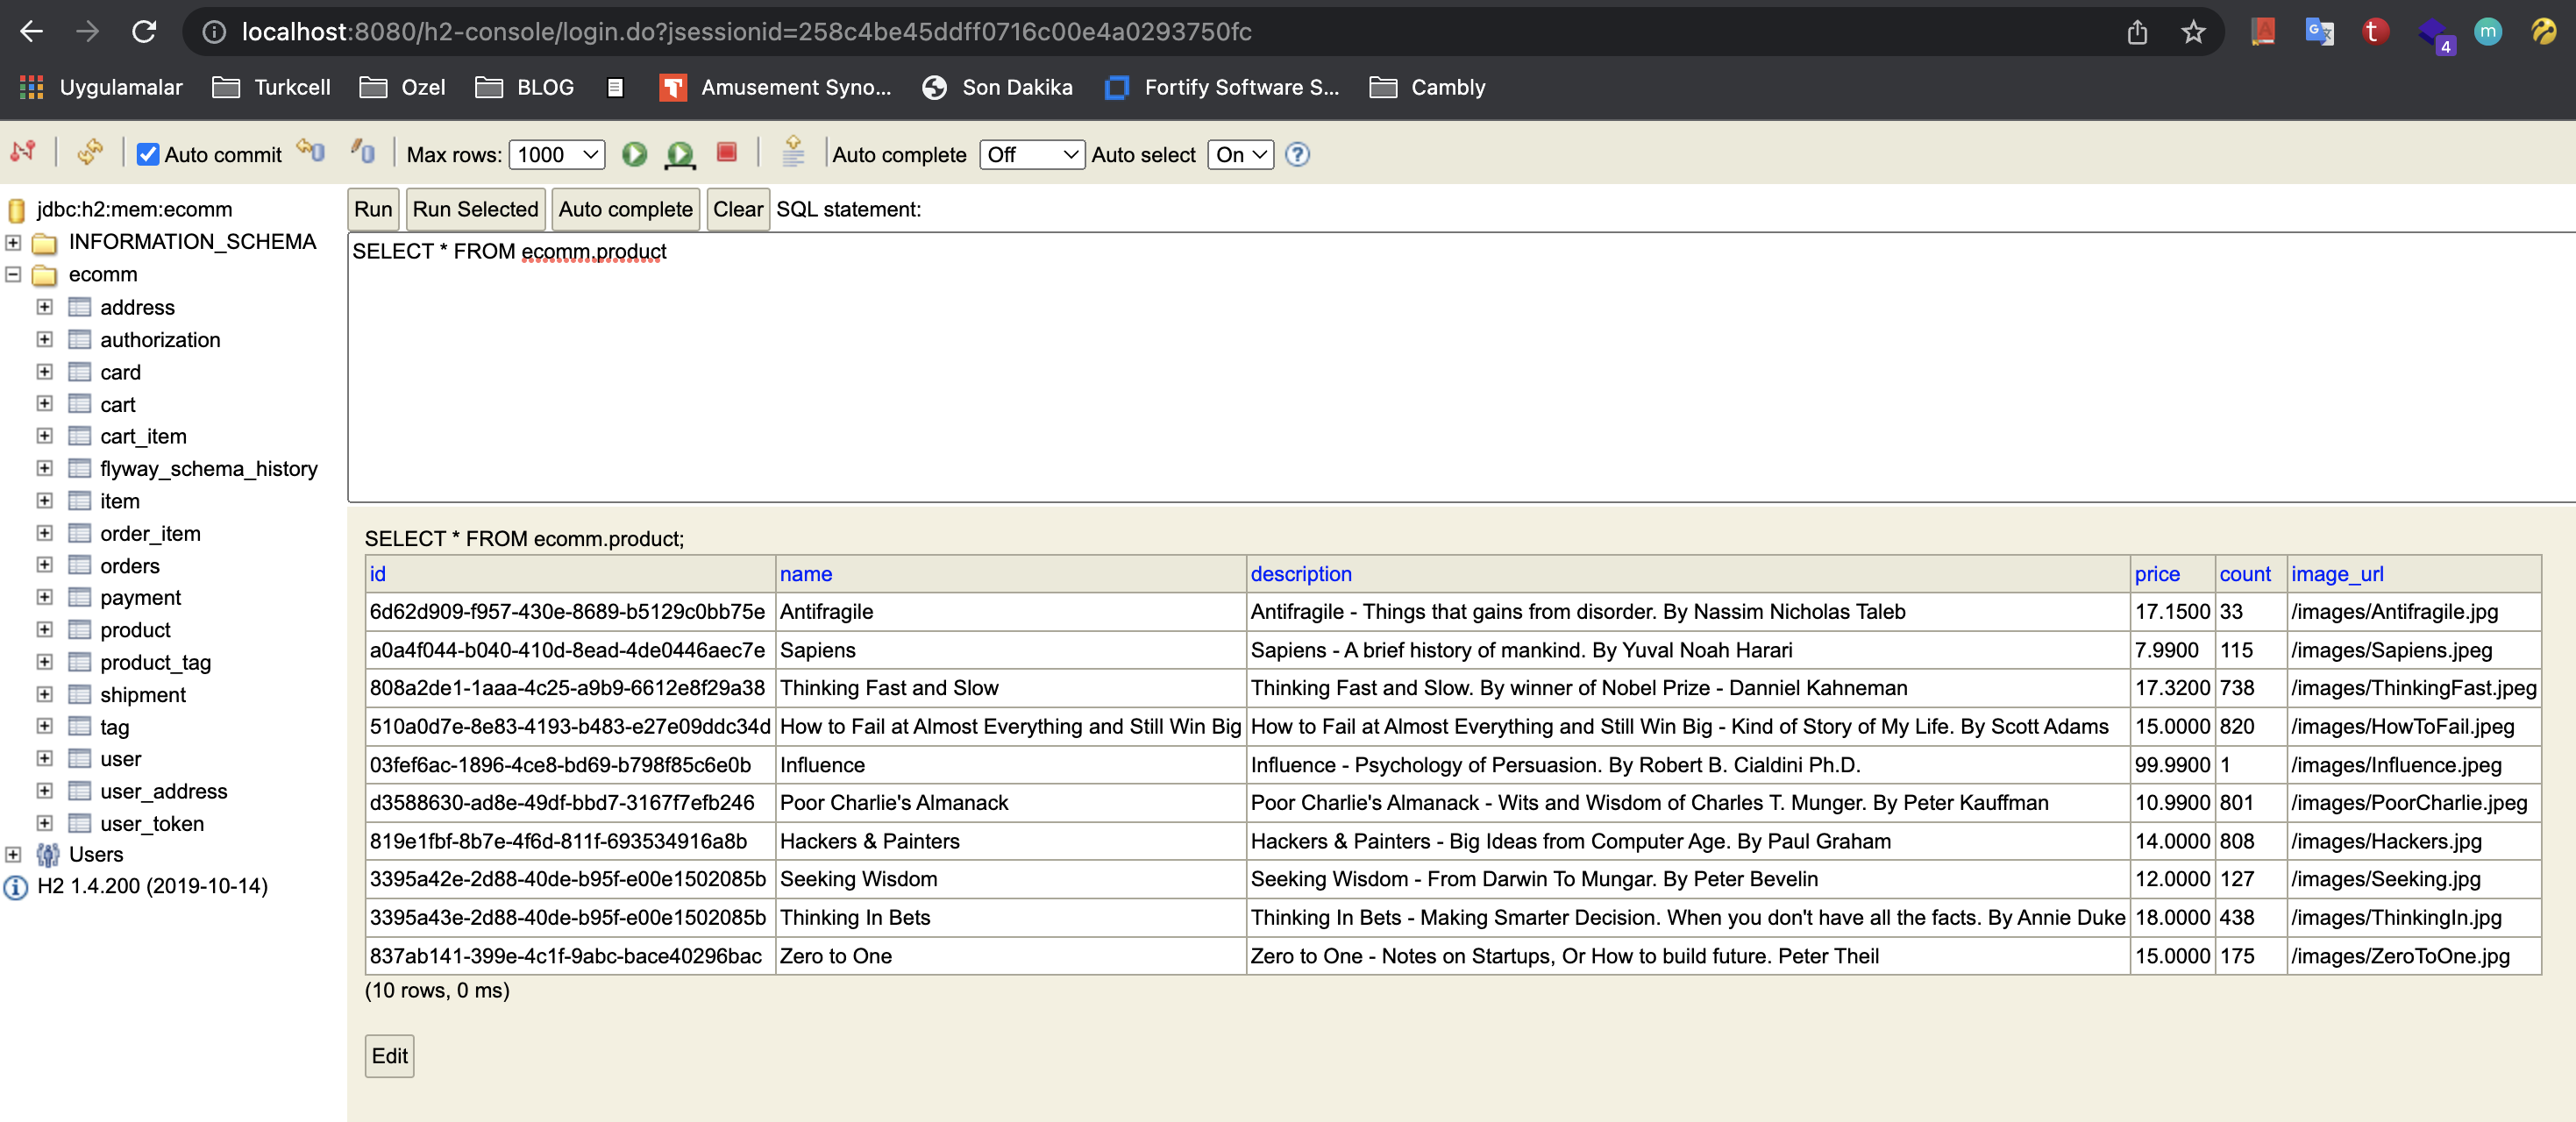 localhost:8080/h2-console/login.do?jsessionid=258c4be45ddff0716c00e4a0293750fc
4 m
Uygulamalar Turkcell Ozel BLOG Amusement Syno... Son Dakika Fortify Software S... Cambly
Auto commit Max rows: 1000 Auto complete Off Auto select On
jdbc:h2:mem:ecomm
INFORMATION_SCHEMA
ecomm
address
authorization
card
cart
cart_item
flyway_schema_history
item
order_item
orders
payment
product
product_tag
shipment
tag
user
user_address
user_token
Users
H2 1.4.200 (2019-10-14)
Run Run Selected Auto complete Clear SQL statement:
SELECT * FROM ecomm.product
SELECT * FROM ecomm.product;
id name description price count image_url
6d62d909-f957-430e-8689-b5129c0bb75e Antifragile Antifragile - Things that gains from disorder. By Nassim Nicholas Taleb 17.1500 33 /images/Antifragile.jpg
a0a4f044-b040-410d-8ead-4de0446aec7e Sapiens Sapiens - A brief history of mankind. By Yuval Noah Harari 7.9900 115 /images/Sapiens.jpeg
808a2de1-1aaa-4c25-a9b9-6612e8f29a38 Thinking Fast and Slow Thinking Fast and Slow. By winner of Nobel Prize - Danniel Kahneman 17.3200 738 /images/ThinkingFast.jpeg
510a0d7e-8e83-4193-b483-e27e09ddc34d How to Fail at Almost Everything and Still Win Big How to Fail at Almost Everything and Still Win Big - Kind of Story of My Life. By Scott Adams 15.0000 820 /images/HowToFail.jpeg
03fef6ac-1896-4ce8-bd69-b798f85c6e0b Influence Influence - Psychology of Persuasion. By Robert B. Cialdini Ph.D. 99.9900 1 /images/Influence.jpeg
d3588630-ad8e-49df-bbd7-3167f7efb246 Poor Charlie's Almanack Poor Charlie's Almanack - Wits and Wisdom of Charles T. Munger. By Peter Kauffman 10.9900 801 /images/PoorCharlie.jpeg
819e1fbf-8b7e-4f6d-811f-693534916a8b Hackers & Painters Hackers & Painters - Big Ideas from Computer Age. By Paul Graham 14.0000 808 /images/Hackers.jpg
3395a42e-2d88-40de-b95f-e00e1502085b Seeking Wisdom Seeking Wisdom - From Darwin To Mungar. By Peter Bevelin 12.0000 127 /images/Seeking.jpg
3395a43e-2d88-40de-b95f-e00e1502085b Thinking In Bets Thinking In Bets - Making Smarter Decision. When you don't have all the facts. By Annie Duke 18.0000 438 /images/ThinkingIn.jpg
837ab141-399e-4c1f-9abc-bace40296bac Zero to One Zero to One - Notes on Startups, Or How to build future. Peter Theil 15.0000 175 /images/ZeroToOne.jpg
(10 rows, 0 ms)
Edit